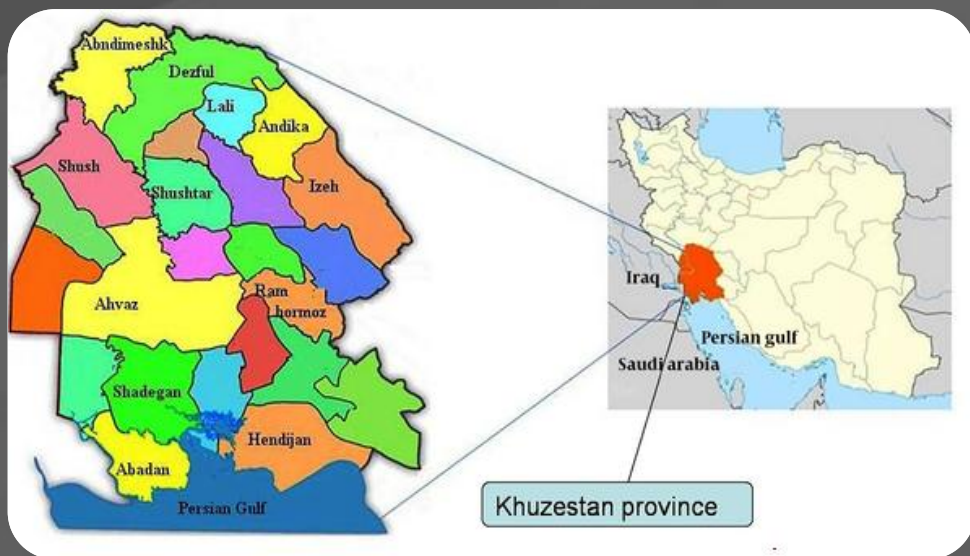 Abndimeshk
Dezful
Lali
Andika
Shush
Shushtar
Izeh
Ahvaz
Ram
hormoz
Shadegan
Hendijan
Abadan
Persian Gulf
Iraq
Persian gulf
Saudi arabia
Khuzestan province